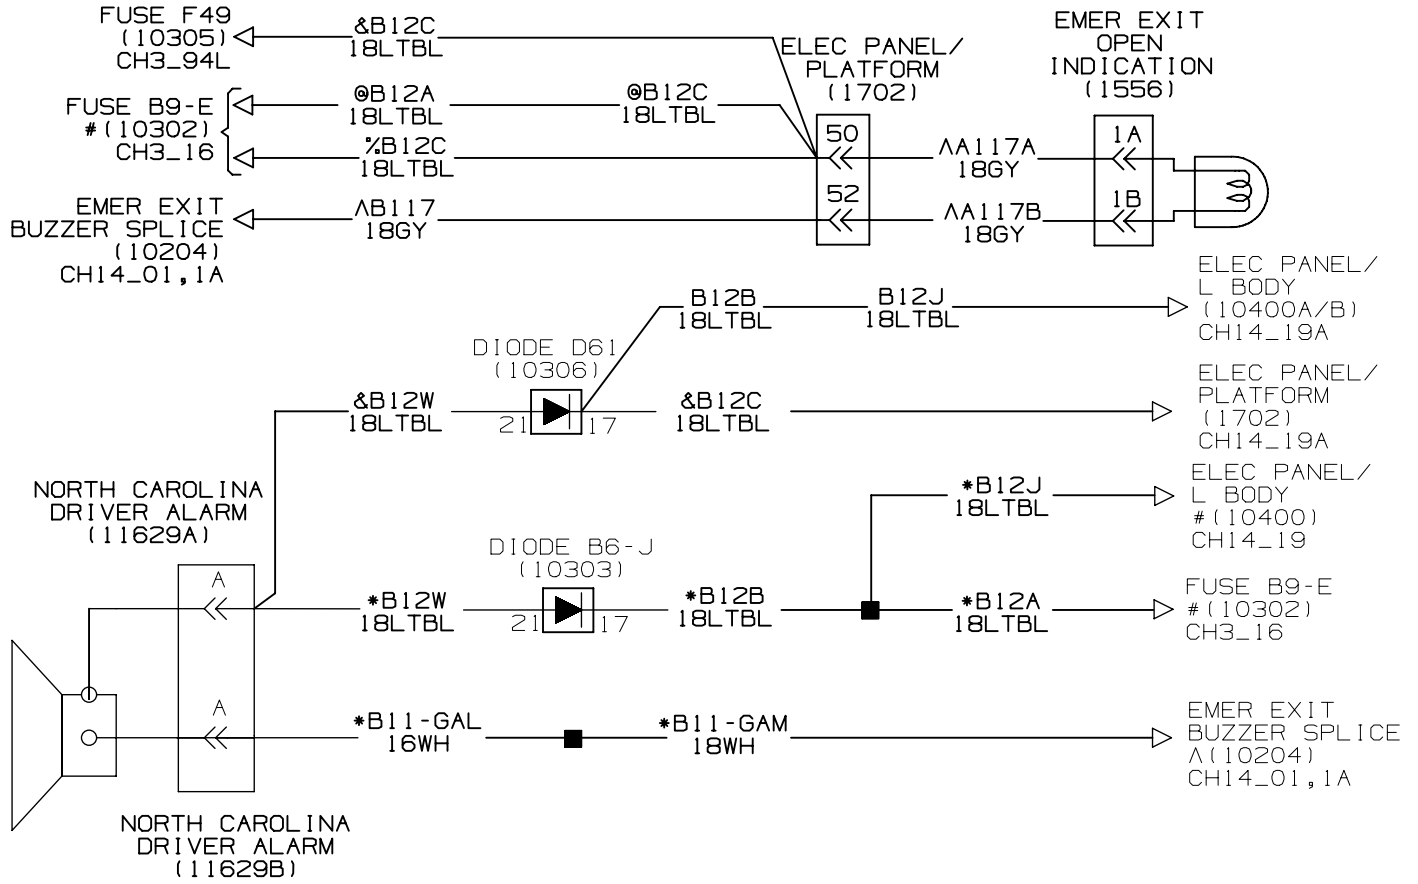 FUSE F49
(10305)
CH3_94L
&B12C
18LTBL
ELEC PANEL/
PLATFORM
(1702)
EMER EXIT
OPEN
INDICATION
(1556)
FUSE B9-E
#(10302)
CH3_16
@B12A
18LTBL
@B12C
18LTBL
%B12C
18LTBL
50
52
ΛA117A
18GY
1A
1B
EMER EXIT
BUZZER SPLICE
(10204)
CH14_01,1A
ΛB117
18GY
ΛA117B
18GY
B12B
18LTBL
B12J
18LTBL
ELEC PANEL/
L BODY
(10400A/B)
CH14_19A
DIODE D61
(10306)
21
17
&B12W
18LTBL
&B12C
18LTBL
ELEC PANEL/
PLATFORM
(1702)
CH14_19A
NORTH CAROLINA
DRIVER ALARM
(11629A)
*B12J
18LTBL
ELEC PANEL/
L BODY
#(10400)
CH14_19
DIODE B6-J
(10303)
21
17
A
*B12W
18LTBL
*B12B
18LTBL
*B12A
18LTBL
FUSE B9-E
#(10302)
CH3_16
A
*B11-GAL
16WH
*B11-GAM
18WH
EMER EXIT
BUZZER SPLICE
Λ(10204)
CH14_01,1A
NORTH CAROLINA
DRIVER ALARM
(11629B)